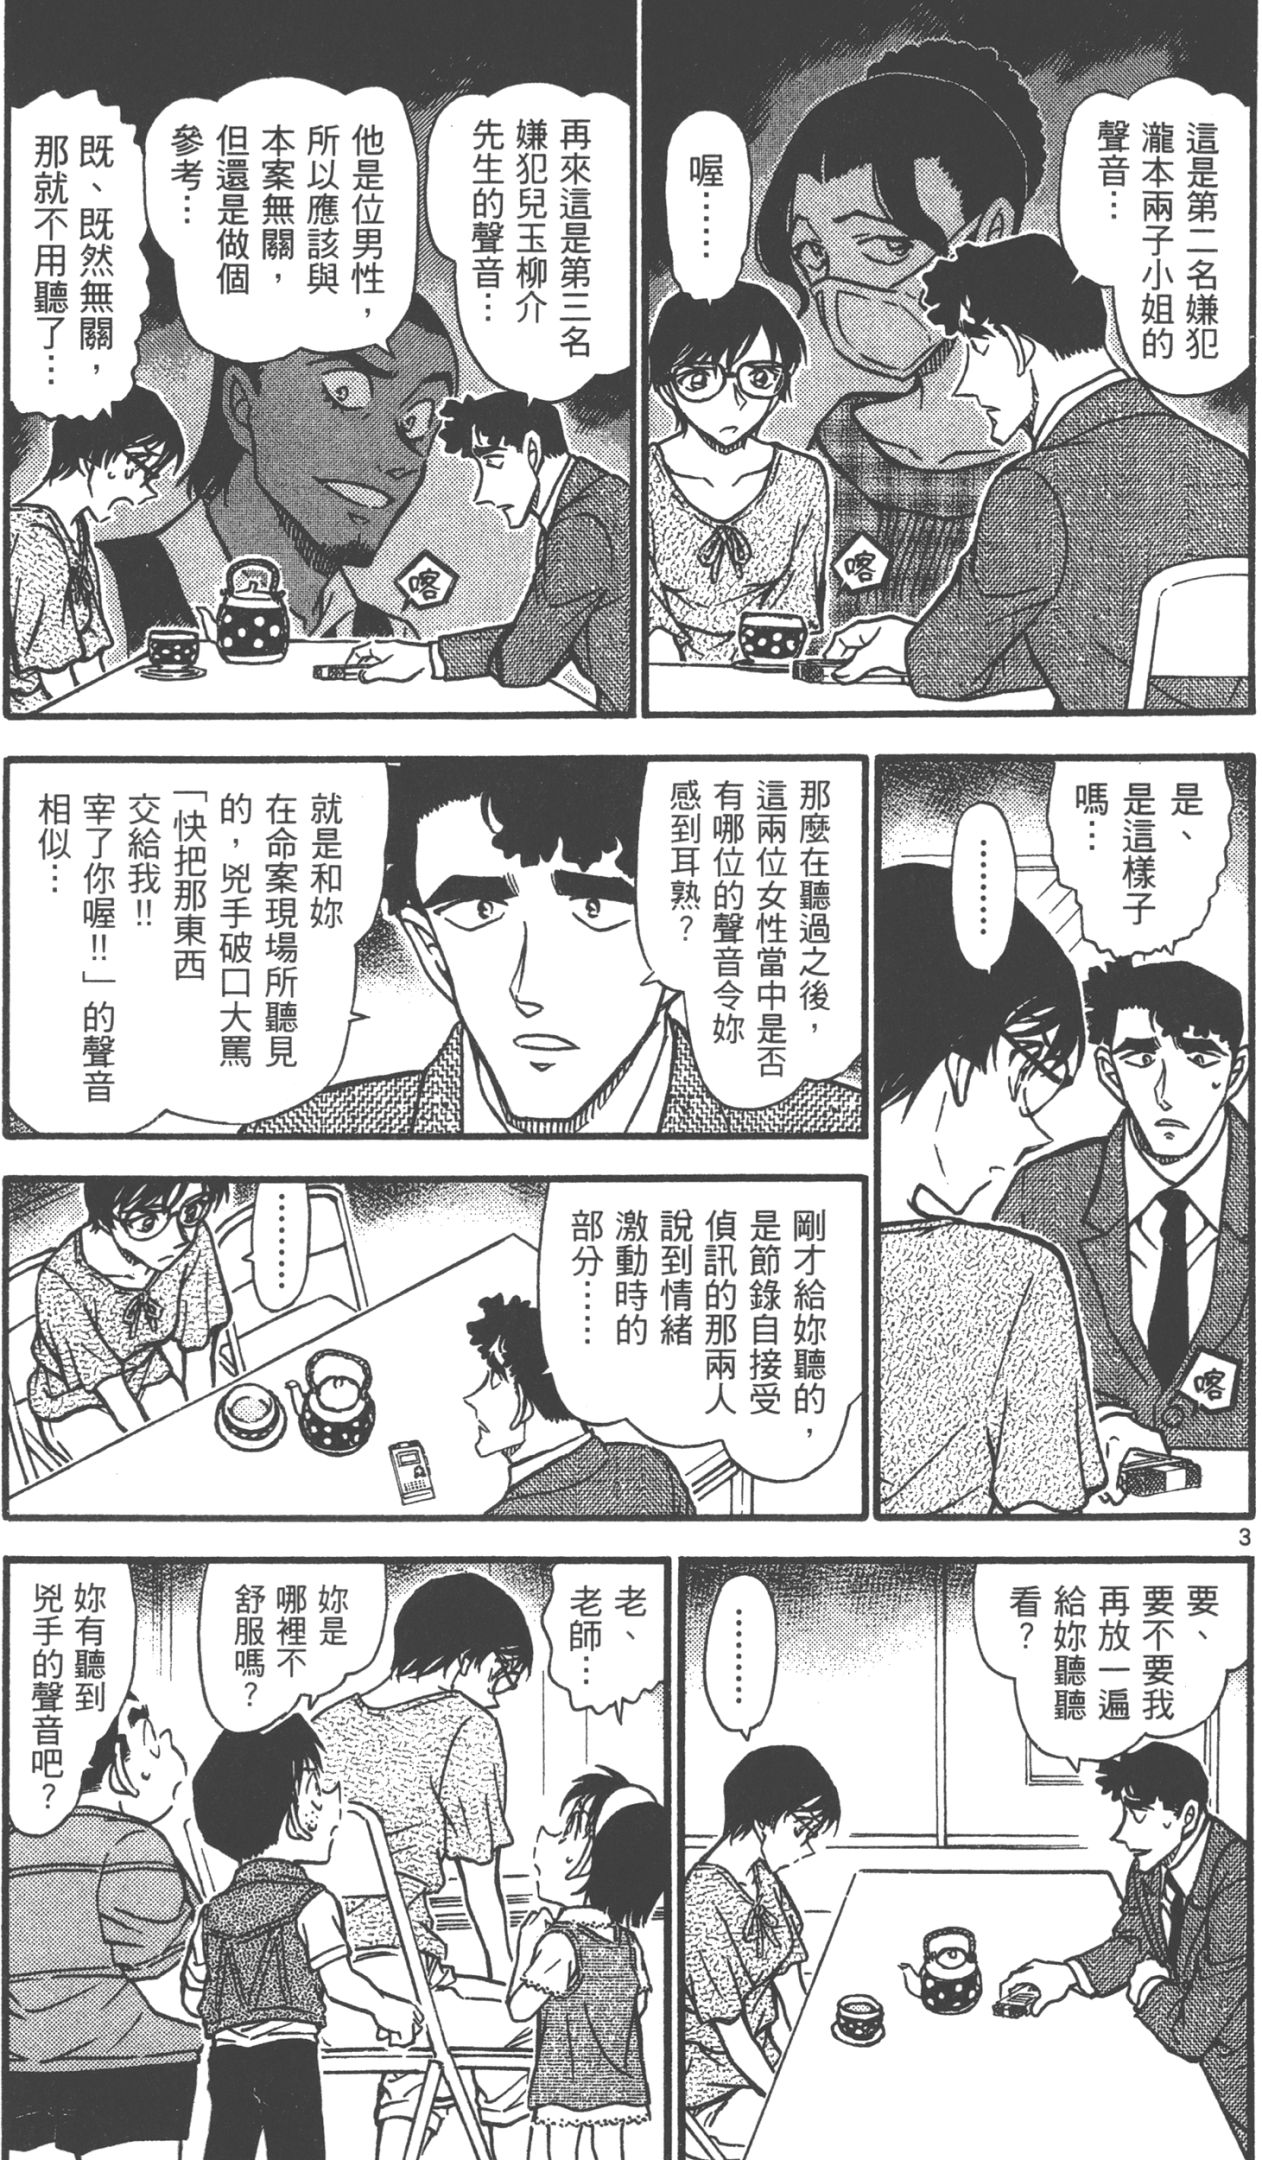 這是第二名嫌犯
瀧本兩子小姐的
聲音…
喔……
喀
再來這是第三名
嫌犯兒玉柳介
先生的聲音…
他是位男性，
所以應該與
本案無關，
但還是做個
參考…
喀
既、既然無關，
那就不用聽了…
是、
是這樣子
嗎…
………
喀
那麼在聽過之後，
這兩位女性當中是否
有哪位的聲音令妳
感到耳熟？
就是和妳
在命案現場所聽見
的，兇手破口大罵
「快把那東西
交給我!!
宰了你喔!!」的聲音
相似…
剛才給妳聽的，
是節錄自接受
偵訊的那兩人
說到情緒
激動時的
部分……
………
3
要、
要不要我
再放一遍
給妳聽聽
看？
………
老、
老師…
妳是
哪裡不
舒服嗎？
妳有聽到
兇手的聲音吧？